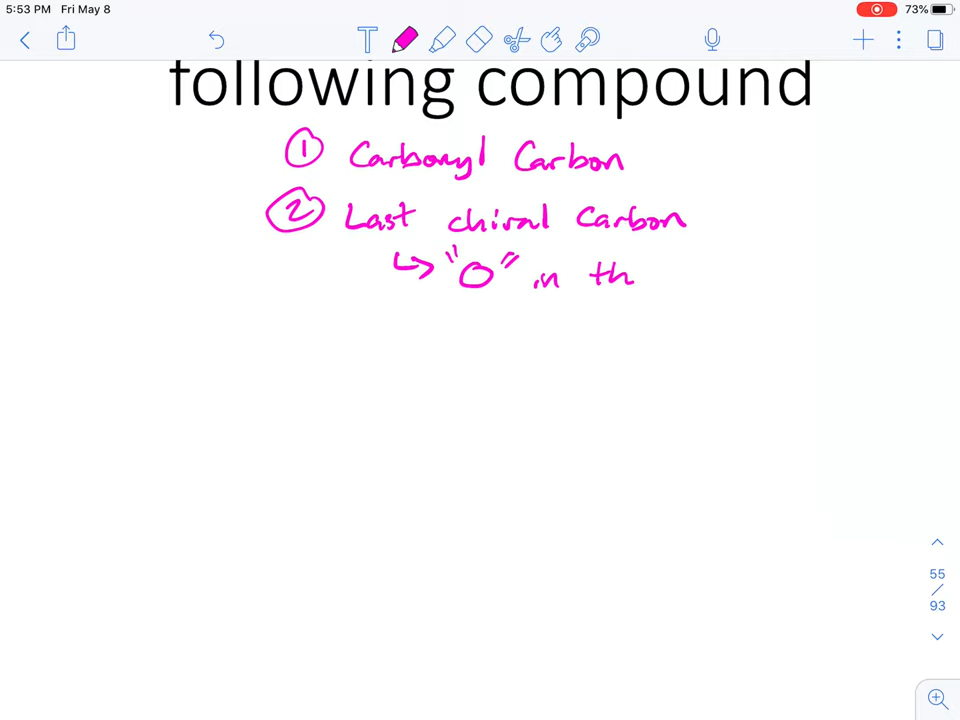 5:53 PM Fri May 8
73%
T
following compound
① Carbonyl Carbon
② Last chiral Carbon
↳ "O" in th
55
/
93